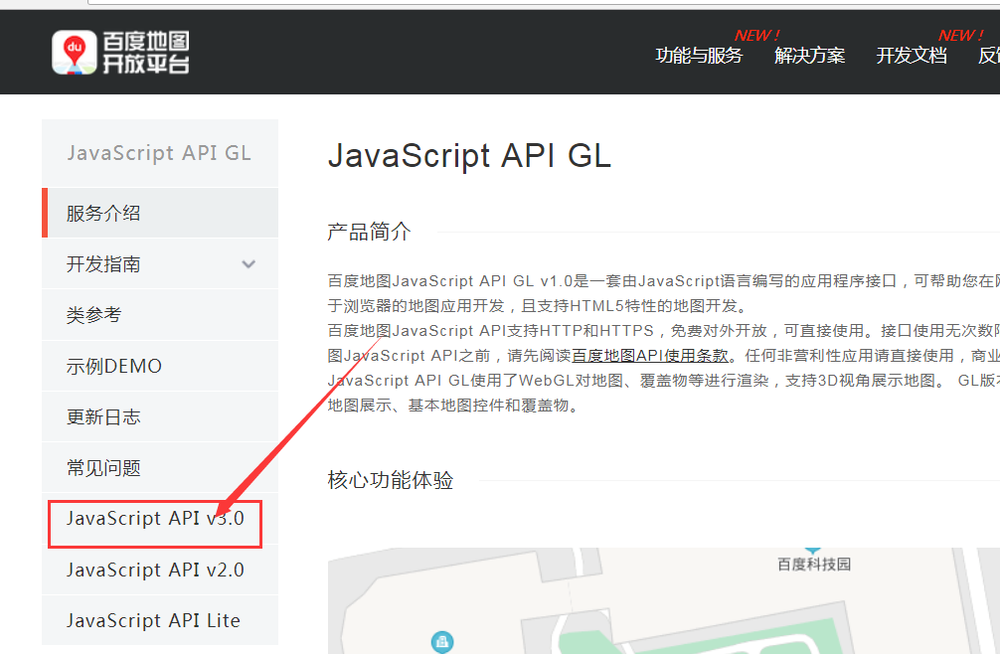 du
百度地图
开放平台
功能与服务
NEW !
解决方案
开发文档
NEW !
JavaScript API GL
服务介绍
开发指南
类参考
示例DEMO
更新日志
常见问题
JavaScript API v3.0
JavaScript API v2.0
JavaScript API Lite
JavaScript API GL
产品简介
百度地图JavaScript API GL v1.0是一套由JavaScript语言编写的应用程序接口，可帮助您在
于浏览器的地图应用开发，且支持HTML5特性的地图开发。
百度地图JavaScript API支持HTTP和HTTPS，免费对外开放，可直接使用。接口使用无次数
图JavaScript API之前，请先阅读百度地图API使用条款。任何非营利性应用请直接使用，商
JavaScript API GL使用了WebGL对地图、覆盖物等进行渲染，支持3D视角展示地图。 GL版
地图展示、基本地图控件和覆盖物。
核心功能体验
百度科技园